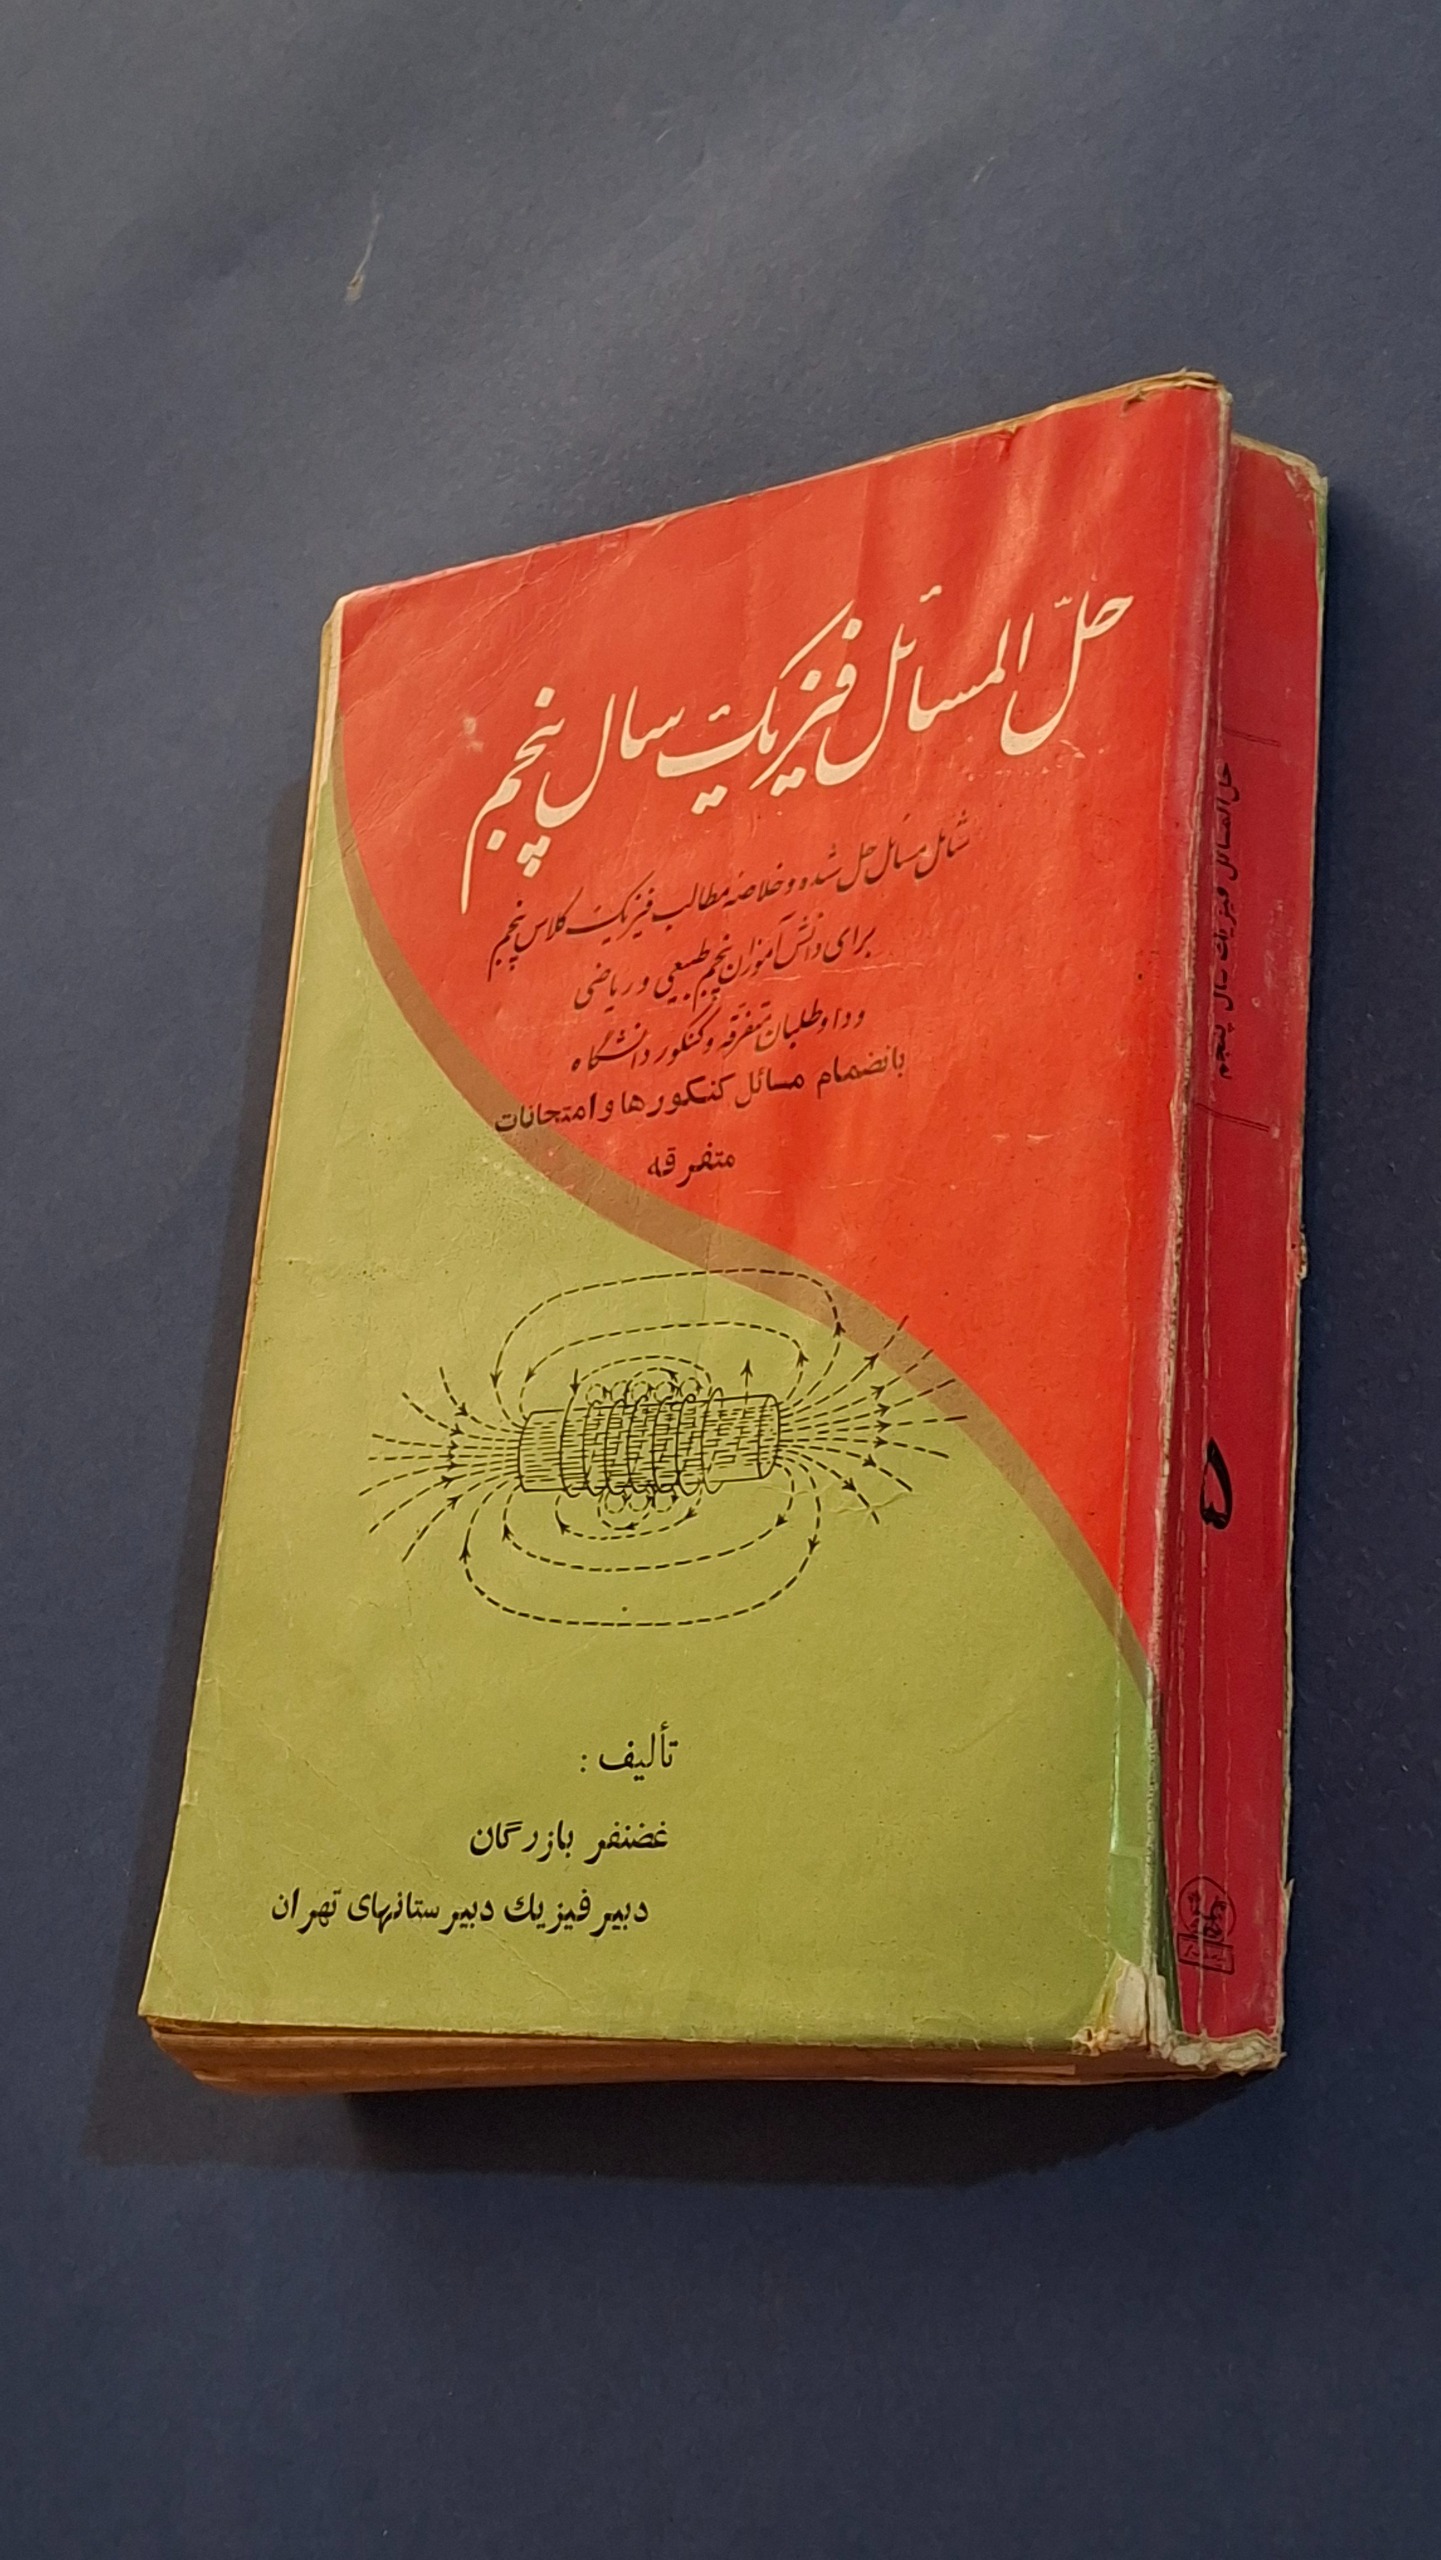 حلّ المسائل فیزیک سال پنجم
شامل مسائل حل شده و خلاصه مطالب فیزیک کلاس پنجم
برای دانش آموزان پنجم طبیعی و ریاضی
و داوطلبان متفرقه و کنکور دانشگاه
بانضمام مسائل کنکورها و امتحانات
متفرقه
تألیف :
غضنفر بازرگان
دبیر فیزیك دبیرستانهای تهران
حل المسائل فیزیك سال پنجم
۵